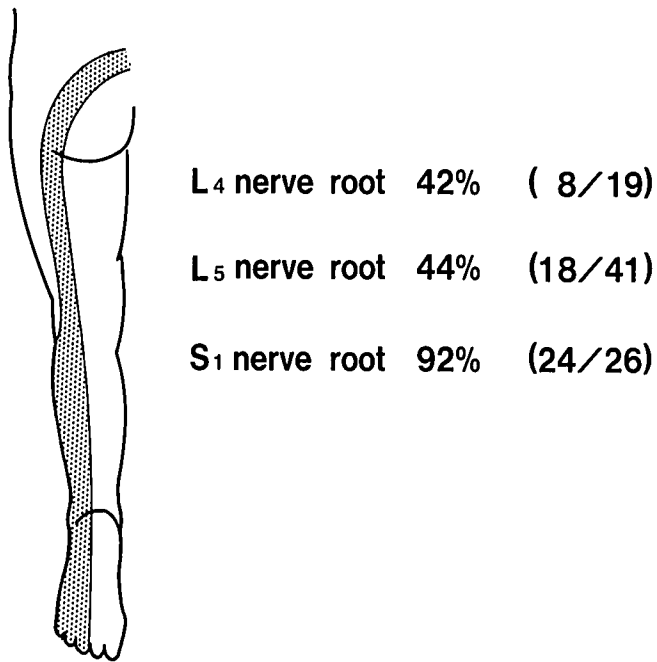 L4 nerve root 42% ( 8/19)
L5 nerve root 44% (18/41)
S1 nerve root 92% (24/26)